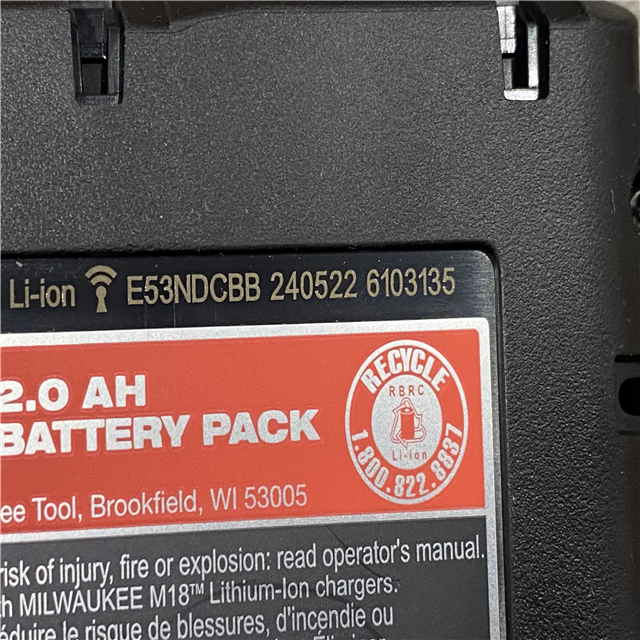 Li-ion E53NDCBB 240522 6103135
2.0 AH
BATTERY PACK
RECYCLE
RBRC
Li-ion
1.800.822.8837
ee Tool, Brookfield, WI 53005
risk of injury, fire or explosion: read operator's manual.
th MILWAUKEE M18™ Lithium-Ion chargers.
éduire le risque de blessures, d'incendie ou